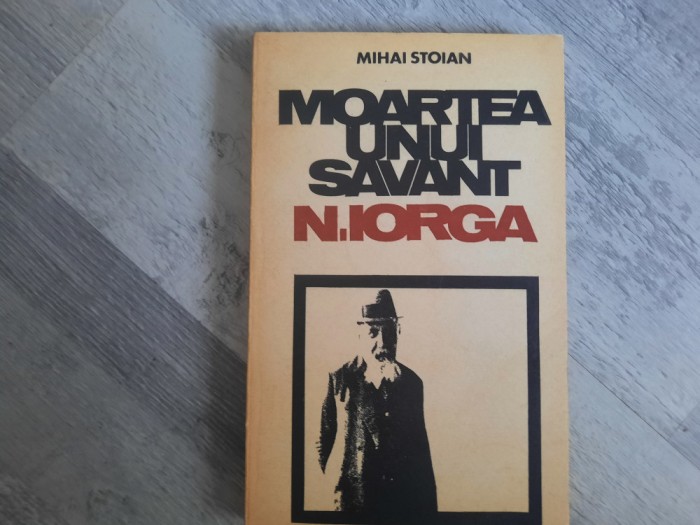 MIHAI STOIAN
MOARTEA
UNUI
SAVANT
N.IORGA